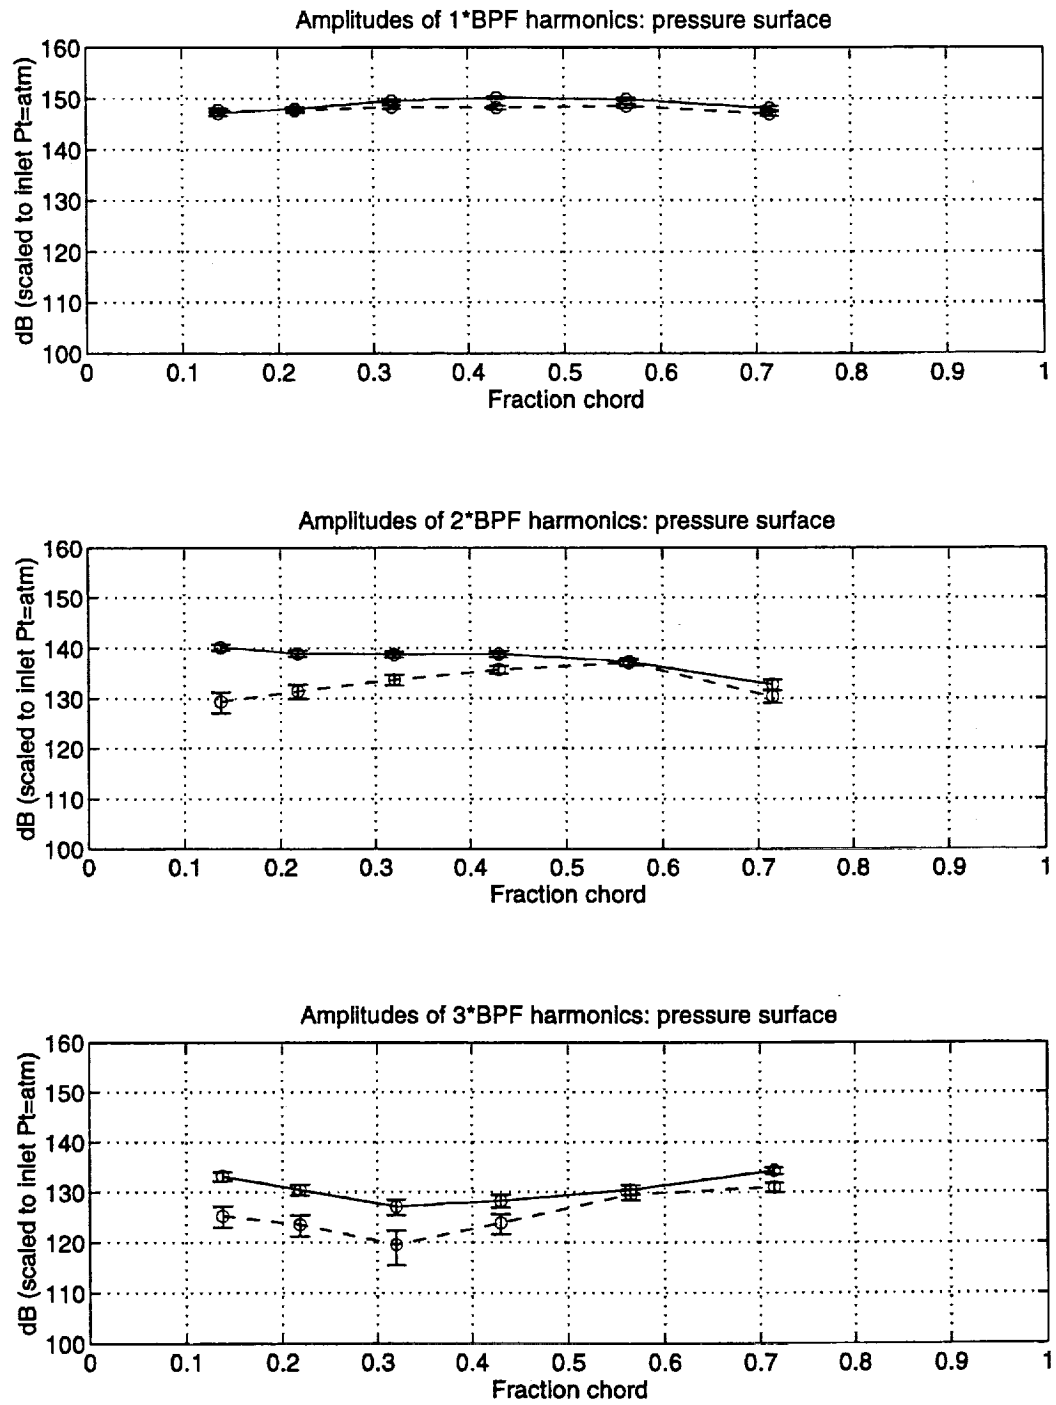 Amplitudes of 1*BPF harmonics: pressure surface
dB (scaled to inlet Pt=atm)
160
150
140
130
120
110
100
0 0.1 0.2 0.3 0.4 0.5 0.6 0.7 0.8 0.9 1
Fraction chord
Amplitudes of 2*BPF harmonics: pressure surface
dB (scaled to inlet Pt=atm)
160
150
140
130
120
110
100
0 0.1 0.2 0.3 0.4 0.5 0.6 0.7 0.8 0.9 1
Fraction chord
Amplitudes of 3*BPF harmonics: pressure surface
dB (scaled to inlet Pt=atm)
160
150
140
130
120
110
100
0 0.1 0.2 0.3 0.4 0.5 0.6 0.7 0.8 0.9 1
Fraction chord